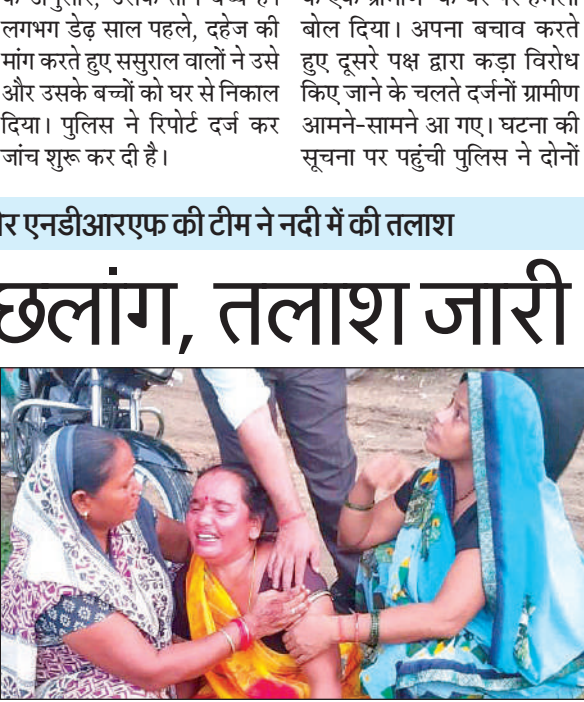 लगभग डेढ़ साल पहले, दहेज की
मांग करते हुए ससुराल वालों ने उसे
और उसके बच्चों को घर से निकाल
दिया। पुलिस ने रिपोर्ट दर्ज कर
जांच शुरू कर दी है।
बोल दिया। अपना बचाव करते
हुए दूसरे पक्ष द्वारा कड़ा विरोध
किए जाने के चलते दर्जनों ग्रामीण
आमने-सामने आ गए। घटना की
सूचना पर पहुंची पुलिस ने दोनों
एनडीआरएफ की टीम ने नदी में की तलाश
छलांग, तलाश जारी